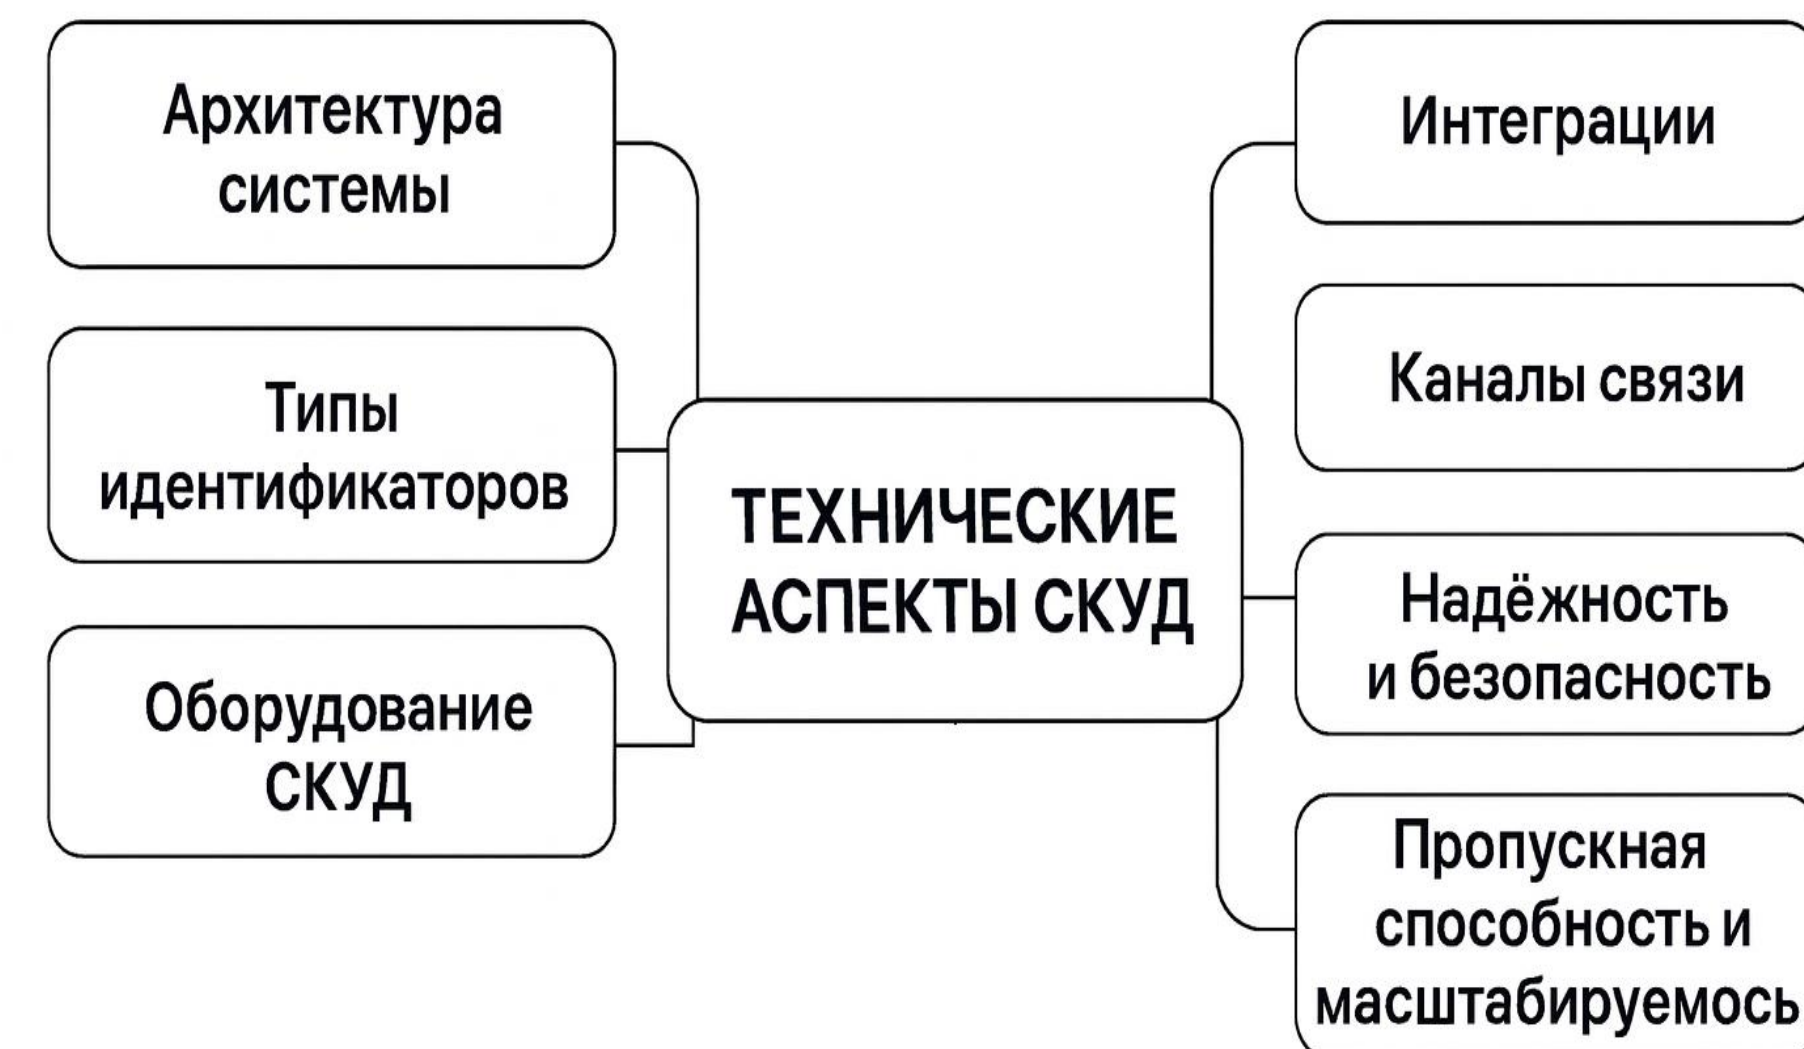 Архитектура
системы
Типы
идентификаторов
Оборудование
СКУД
ТЕХНИЧЕСКИЕ
АСПЕКТЫ СКУД
Интеграции
Каналы связи
Надёжность
и безопасность
Пропускная
способность и
масштабируемось